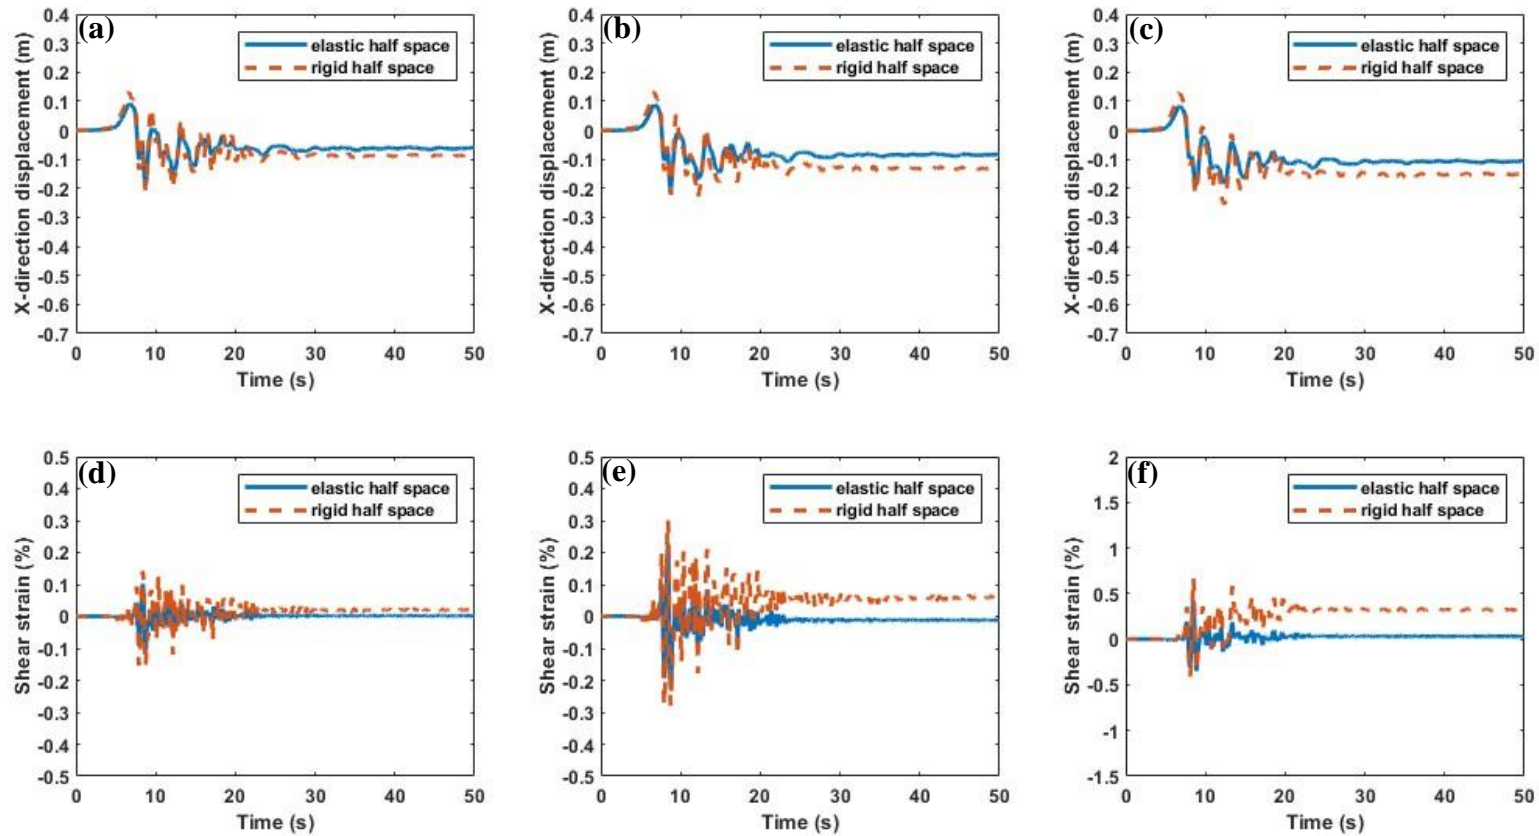 (a)
elastic half space
rigid half space
X-direction displacement (m)
0.4
0.3
0.2
0.1
0
-0.1
-0.2
-0.3
-0.4
-0.5
-0.6
-0.7
0 10 20 30 40 50
Time (s)
(b)
elastic half space
rigid half space
X-direction displacement (m)
0.4
0.3
0.2
0.1
0
-0.1
-0.2
-0.3
-0.4
-0.5
-0.6
-0.7
0 10 20 30 40 50
Time (s)
(c)
elastic half space
rigid half space
X-direction displacement (m)
0.4
0.3
0.2
0.1
0
-0.1
-0.2
-0.3
-0.4
-0.5
-0.6
-0.7
0 10 20 30 40 50
Time (s)
(d)
elastic half space
rigid half space
Shear strain (%)
0.5
0.4
0.3
0.2
0.1
0
-0.1
-0.2
-0.3
-0.4
-0.5
0 10 20 30 40 50
Time (s)
(e)
elastic half space
rigid half space
Shear strain (%)
0.5
0.4
0.3
0.2
0.1
0
-0.1
-0.2
-0.3
-0.4
-0.5
0 10 20 30 40 50
Time (s)
(f)
elastic half space
rigid half space
Shear strain (%)
2
1.5
1
0.5
0
-0.5
-1
-1.5
0 10 20 30 40 50
Time (s)